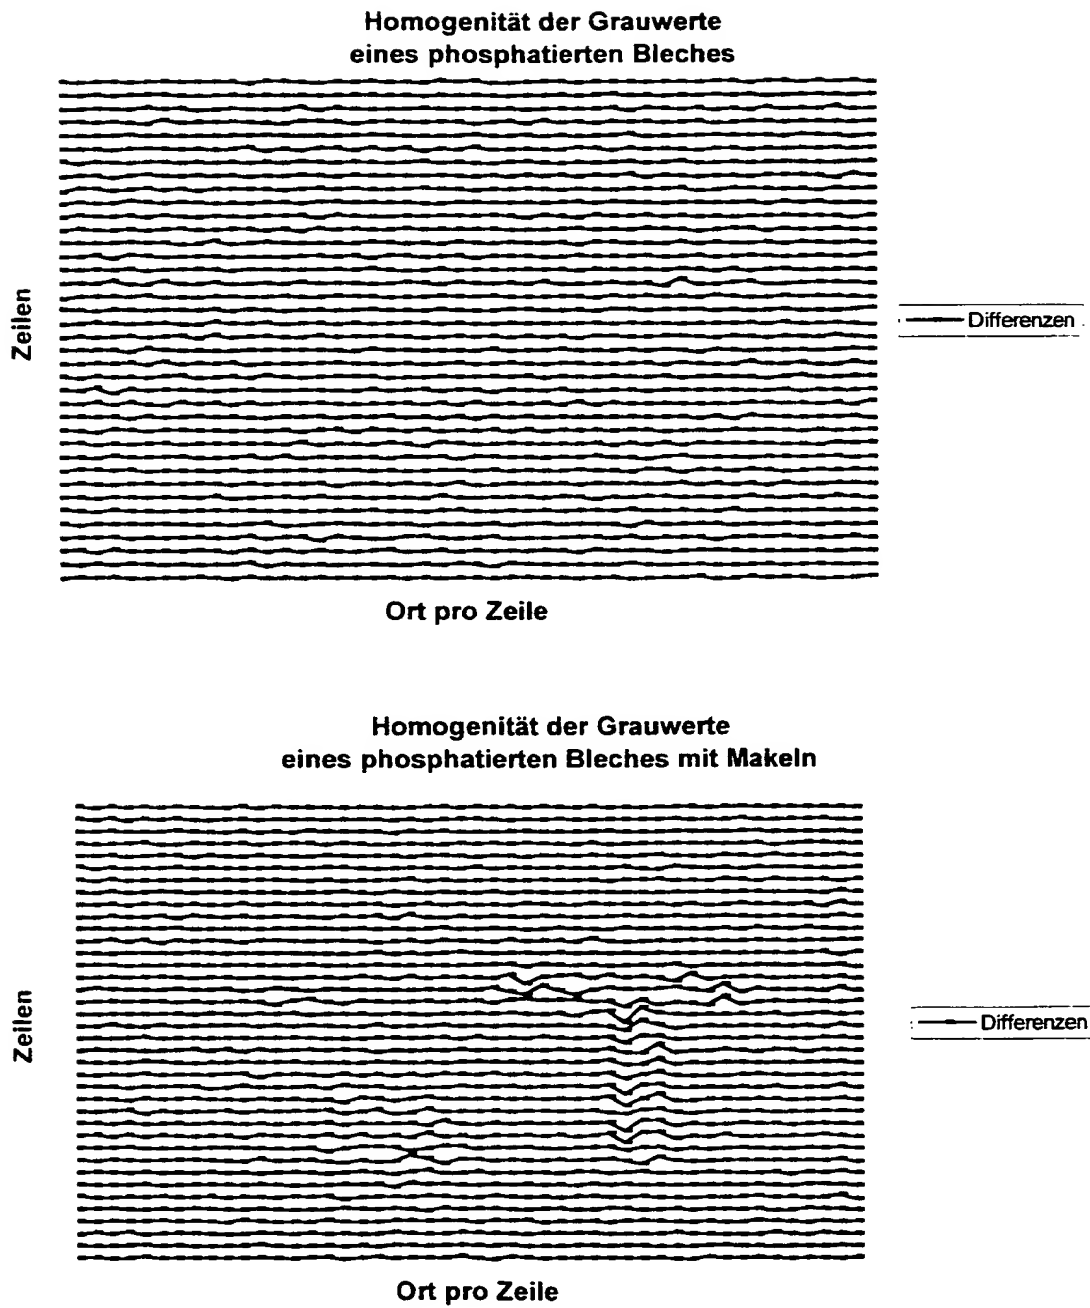 Homogenität der Grauwerte
eines phosphatierten Bleches
Zeilen
Differenzen
Ort pro Zeile
Homogenität der Grauwerte
eines phosphatierten Bleches mit Makeln
Zeilen
Differenzen
Ort pro Zeile